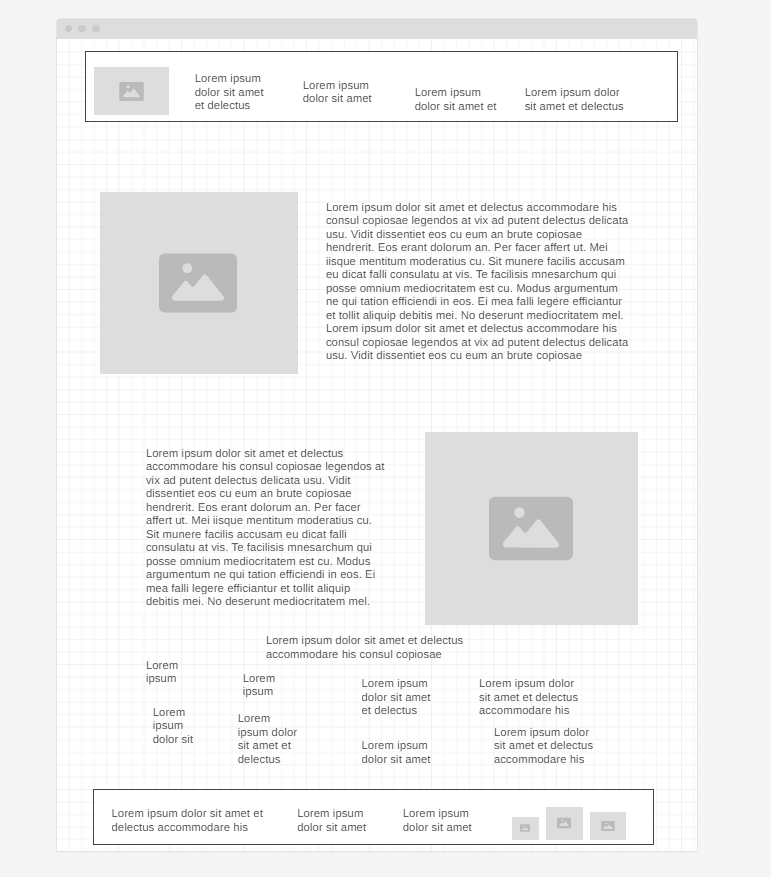 Lorem ipsum
dolor sit amet
et delectus
Lorem ipsum
dolor sit amet
Lorem ipsum
dolor sit amet et
Lorem ipsum dolor
sit amet et delectus
Lorem ipsum dolor sit amet et delectus accommodare his
consul copiosae legendos at vix ad putent delectus delicata
usu. Vidit dissentiet eos cu eum an brute copiosae
hendrerit. Eos erant dolorum an. Per facer affert ut. Mei
iisque mentitum moderatius cu. Sit munere facilis accusam
eu dicat falli consulatu at vis. Te facilisis mnesarchum qui
posse omnium mediocritatem est cu. Modus argumentum
ne qui tation efficiendi in eos. Ei mea falli legere efficiantur
et tollit aliquip debitis mei. No deserunt mediocritatem mel.
Lorem ipsum dolor sit amet et delectus accommodare his
consul copiosae legendos at vix ad putent delectus delicata
usu. Vidit dissentiet eos cu eum an brute copiosae
Lorem ipsum dolor sit amet et delectus
accommodare his consul copiosae legendos at
vix ad putent delectus delicata usu. Vidit
dissentiet eos cu eum an brute copiosae
hendrerit. Eos erant dolorum an. Per facer
affert ut. Mei iisque mentitum moderatius cu.
Sit munere facilis accusam eu dicat falli
consulatu at vis. Te facilisis mnesarchum qui
posse omnium mediocritatem est cu. Modus
argumentum ne qui tation efficiendi in eos. Ei
mea falli legere efficiantur et tollit aliquip
debitis mei. No deserunt mediocritatem mel.
Lorem ipsum dolor sit amet et delectus
accommodare his consul copiosae
Lorem
ipsum
Lorem
ipsum
Lorem ipsum
dolor sit amet
et delectus
Lorem ipsum dolor
sit amet et delectus
accommodare his
Lorem
ipsum
dolor sit
Lorem
ipsum dolor
sit amet et
delectus
Lorem ipsum
dolor sit amet
Lorem ipsum dolor
sit amet et delectus
accommodare his
Lorem ipsum dolor sit amet et
delectus accommodare his
Lorem ipsum
dolor sit amet
Lorem ipsum
dolor sit amet